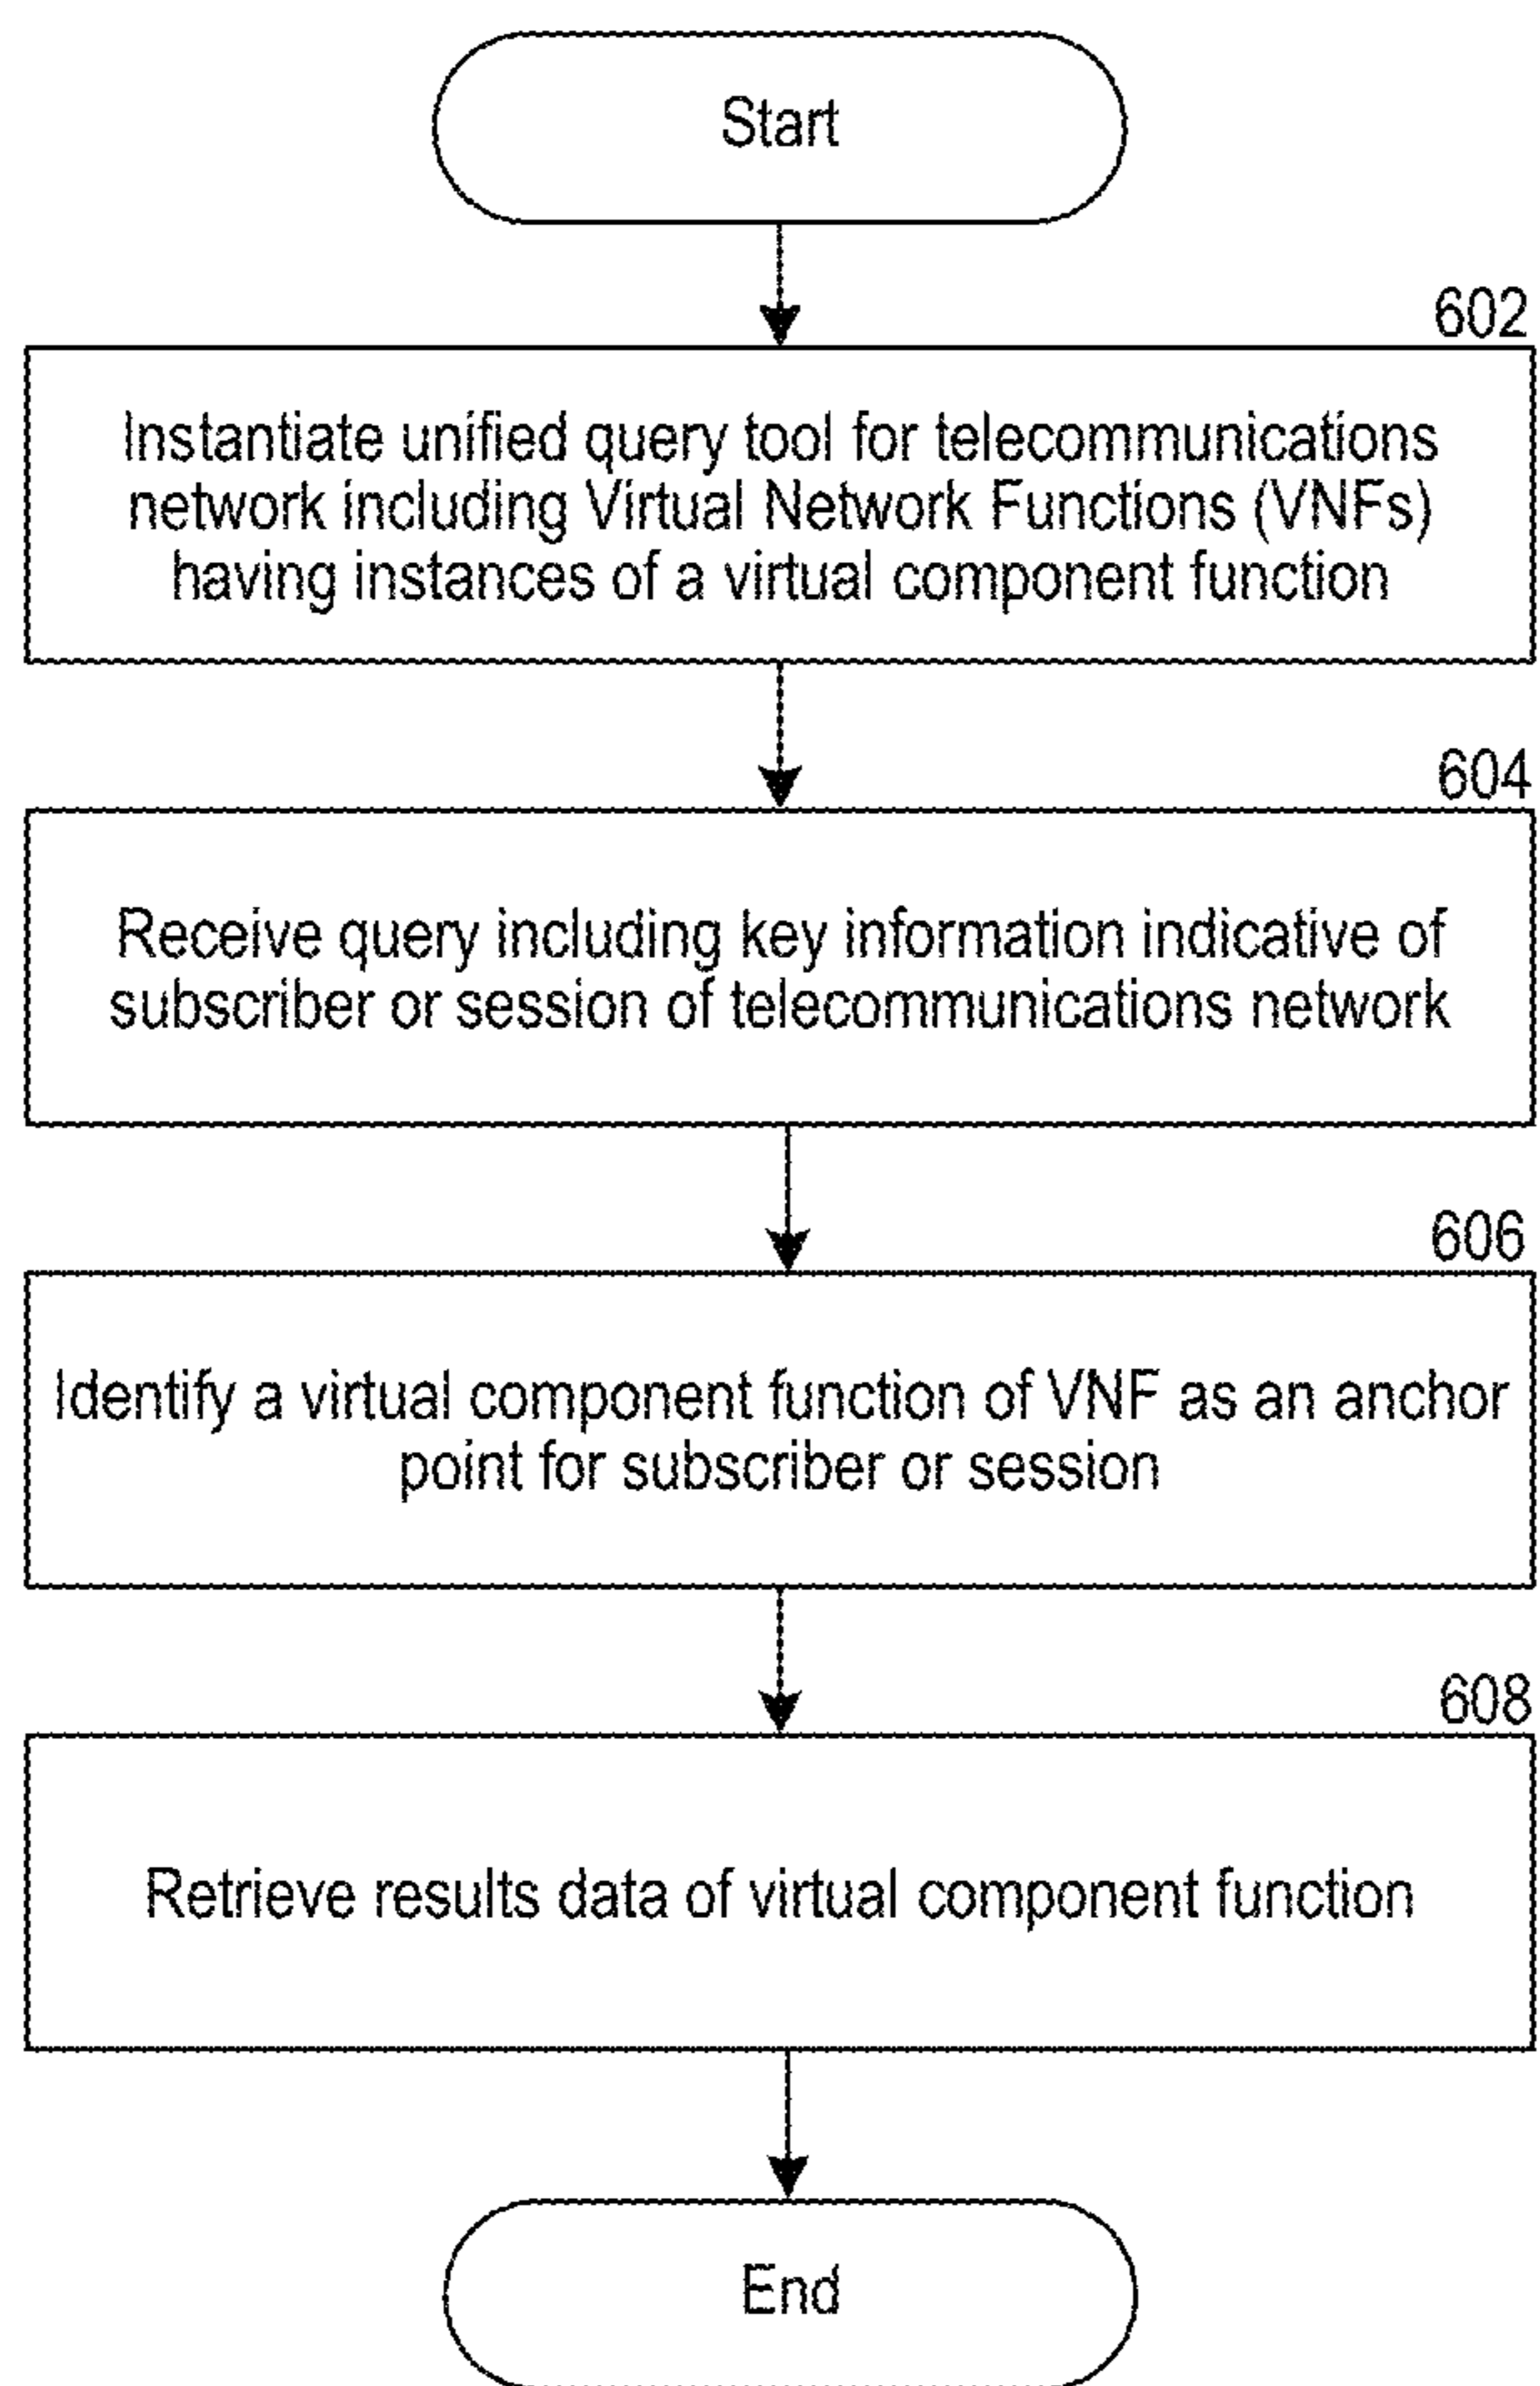 Start
602
Instantiate unified query tool for telecommunications
network including Virtual Network Functions (VNFs)
having instances of a virtual component function
604
Receive query including key information indicative of
subscriber or session of telecommunications network
606
Identify a virtual component function of VNF as an anchor
point for subscriber or session
608
Retrieve results data of virtual component function
End